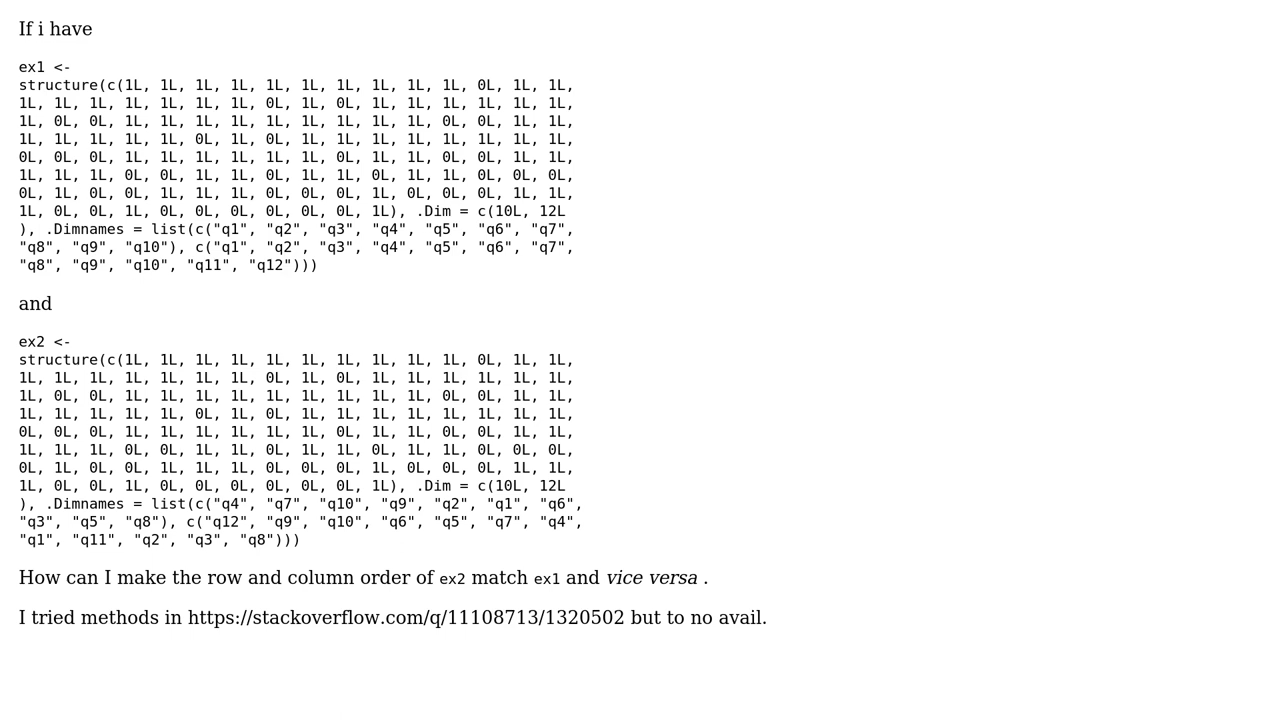 If i have
ex1 <-
structure(c(1L, 1L, 1L, 1L, 1L, 1L, 1L, 1L, 1L, 1L, 0L, 1L, 1L,
1L, 1L, 1L, 1L, 1L, 1L, 1L, 0L, 1L, 0L, 1L, 1L, 1L, 1L, 1L, 1L,
1L, 0L, 0L, 1L, 1L, 1L, 1L, 1L, 1L, 1L, 1L, 1L, 0L, 0L, 1L, 1L,
1L, 1L, 1L, 1L, 1L, 0L, 1L, 0L, 1L, 1L, 1L, 1L, 1L, 1L, 1L, 1L,
0L, 0L, 0L, 1L, 1L, 1L, 1L, 1L, 1L, 0L, 1L, 1L, 0L, 0L, 1L, 1L,
1L, 1L, 1L, 0L, 0L, 1L, 1L, 0L, 1L, 1L, 0L, 1L, 1L, 0L, 0L, 0L,
0L, 1L, 0L, 0L, 1L, 1L, 1L, 0L, 0L, 0L, 1L, 0L, 0L, 0L, 1L, 1L,
1L, 0L, 0L, 1L, 0L, 0L, 0L, 0L, 0L, 0L, 1L), .Dim = c(10L, 12L
), .Dimnames = list(c("q1", "q2", "q3", "q4", "q5", "q6", "q7",
"q8", "q9", "q10"), c("q1", "q2", "q3", "q4", "q5", "q6", "q7",
"q8", "q9", "q10", "q11", "q12")))
and
ex2 <-
structure(c(1L, 1L, 1L, 1L, 1L, 1L, 1L, 1L, 1L, 1L, 0L, 1L, 1L,
1L, 1L, 1L, 1L, 1L, 1L, 1L, 0L, 1L, 0L, 1L, 1L, 1L, 1L, 1L, 1L,
1L, 0L, 0L, 1L, 1L, 1L, 1L, 1L, 1L, 1L, 1L, 1L, 0L, 0L, 1L, 1L,
1L, 1L, 1L, 1L, 1L, 0L, 1L, 0L, 1L, 1L, 1L, 1L, 1L, 1L, 1L, 1L,
0L, 0L, 0L, 1L, 1L, 1L, 1L, 1L, 1L, 0L, 1L, 1L, 0L, 0L, 1L, 1L,
1L, 1L, 1L, 0L, 0L, 1L, 1L, 0L, 1L, 1L, 0L, 1L, 1L, 0L, 0L, 0L,
0L, 1L, 0L, 0L, 1L, 1L, 1L, 0L, 0L, 0L, 1L, 0L, 0L, 0L, 1L, 1L,
1L, 0L, 0L, 1L, 0L, 0L, 0L, 0L, 0L, 0L, 1L), .Dim = c(10L, 12L
), .Dimnames = list(c("q4", "q7", "q10", "q9", "q2", "q1", "q6",
"q3", "q5", "q8"), c("q12", "q9", "q10", "q6", "q5", "q7", "q4",
"q1", "q11", "q2", "q3", "q8")))
How can I make the row and column order of ex2 match ex1 and vice versa .
I tried methods in https://stackoverflow.com/q/11108713/1320502 but to no avail.